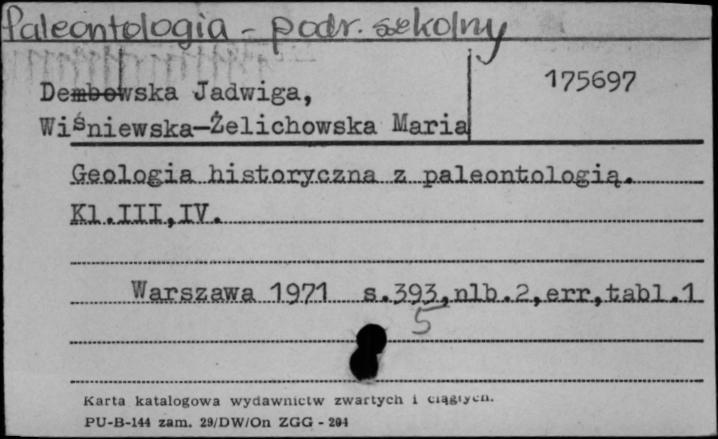 Paleontologia - podr. szkolny
175697
Dembowska Jadwiga,
Wiśniewska-Żelichowska Maria
Geologia historyczna z paleontologią.
Kl.III,IV.
Warszawa 1971 s.393,nlb.2,err,tabl.1
5
Karta katalogowa wydawnictw zwartych i ciągłych.
PU-B-144 zam. 29/DW/On ZGG - 204